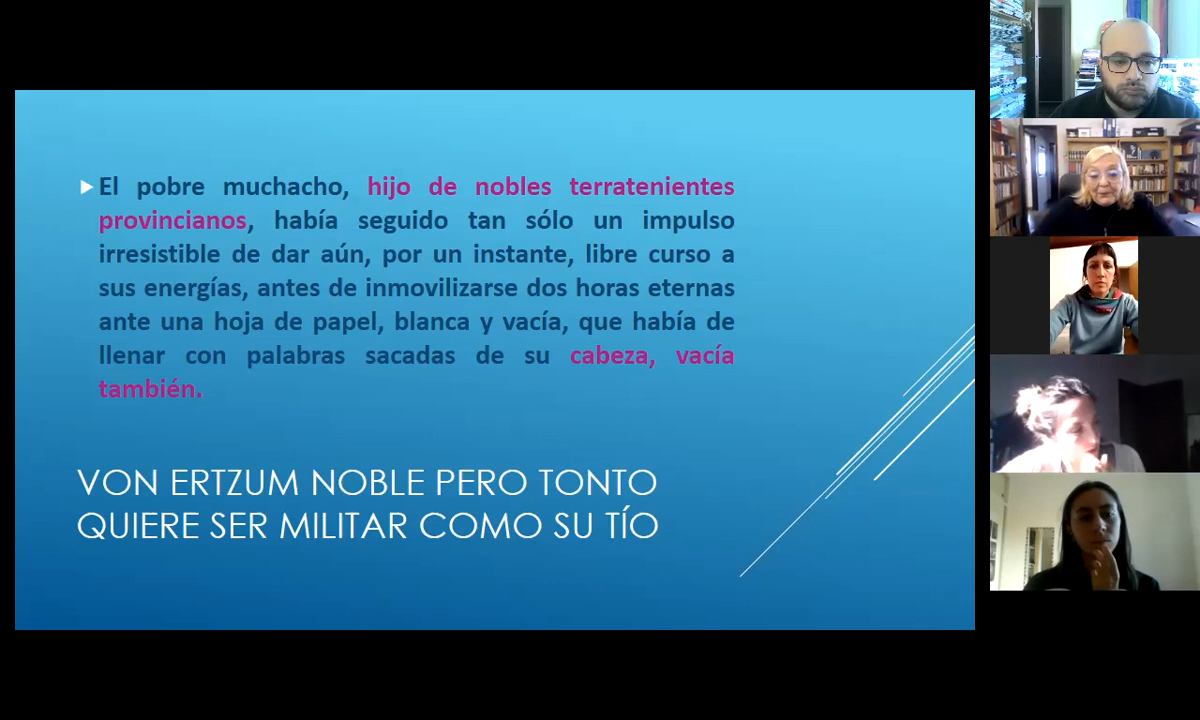 El pobre muchacho, hijo de nobles terratenientes
provincianos, había seguido tan sólo un impulso
irresistible de dar aún, por un instante, libre curso a
sus energías, antes de inmovilizarse dos horas eternas
ante una hoja de papel, blanca y vacía, que había de
llenar con palabras sacadas de su cabeza, vacía
también.
VON ERTZUM NOBLE PERO TONTO
QUIERE SER MILITAR COMO SU TÍO